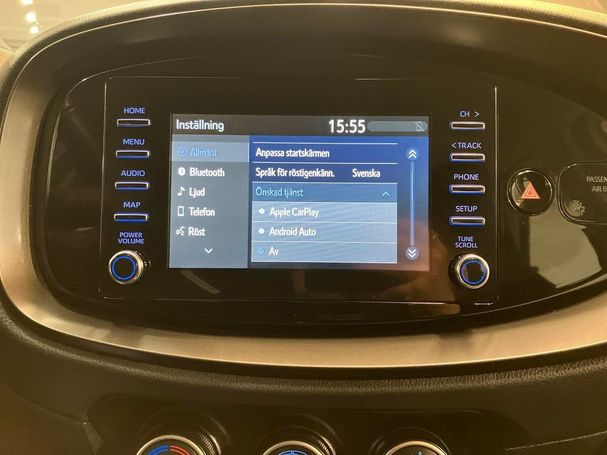 HOME
MENU
AUDIO
MAP
POWER
VOLUME
Inställning 15:55
Allmänt
Bluetooth
Ljud
Telefon
Röst
Anpassa startskärmen
Språk för röstigenkänn. Svenska
Önskad tjänst
Apple CarPlay
Android Auto
Av
CH >
< TRACK
PHONE
SETUP
TUNE
SCROLL
PASSEN
AIR BA